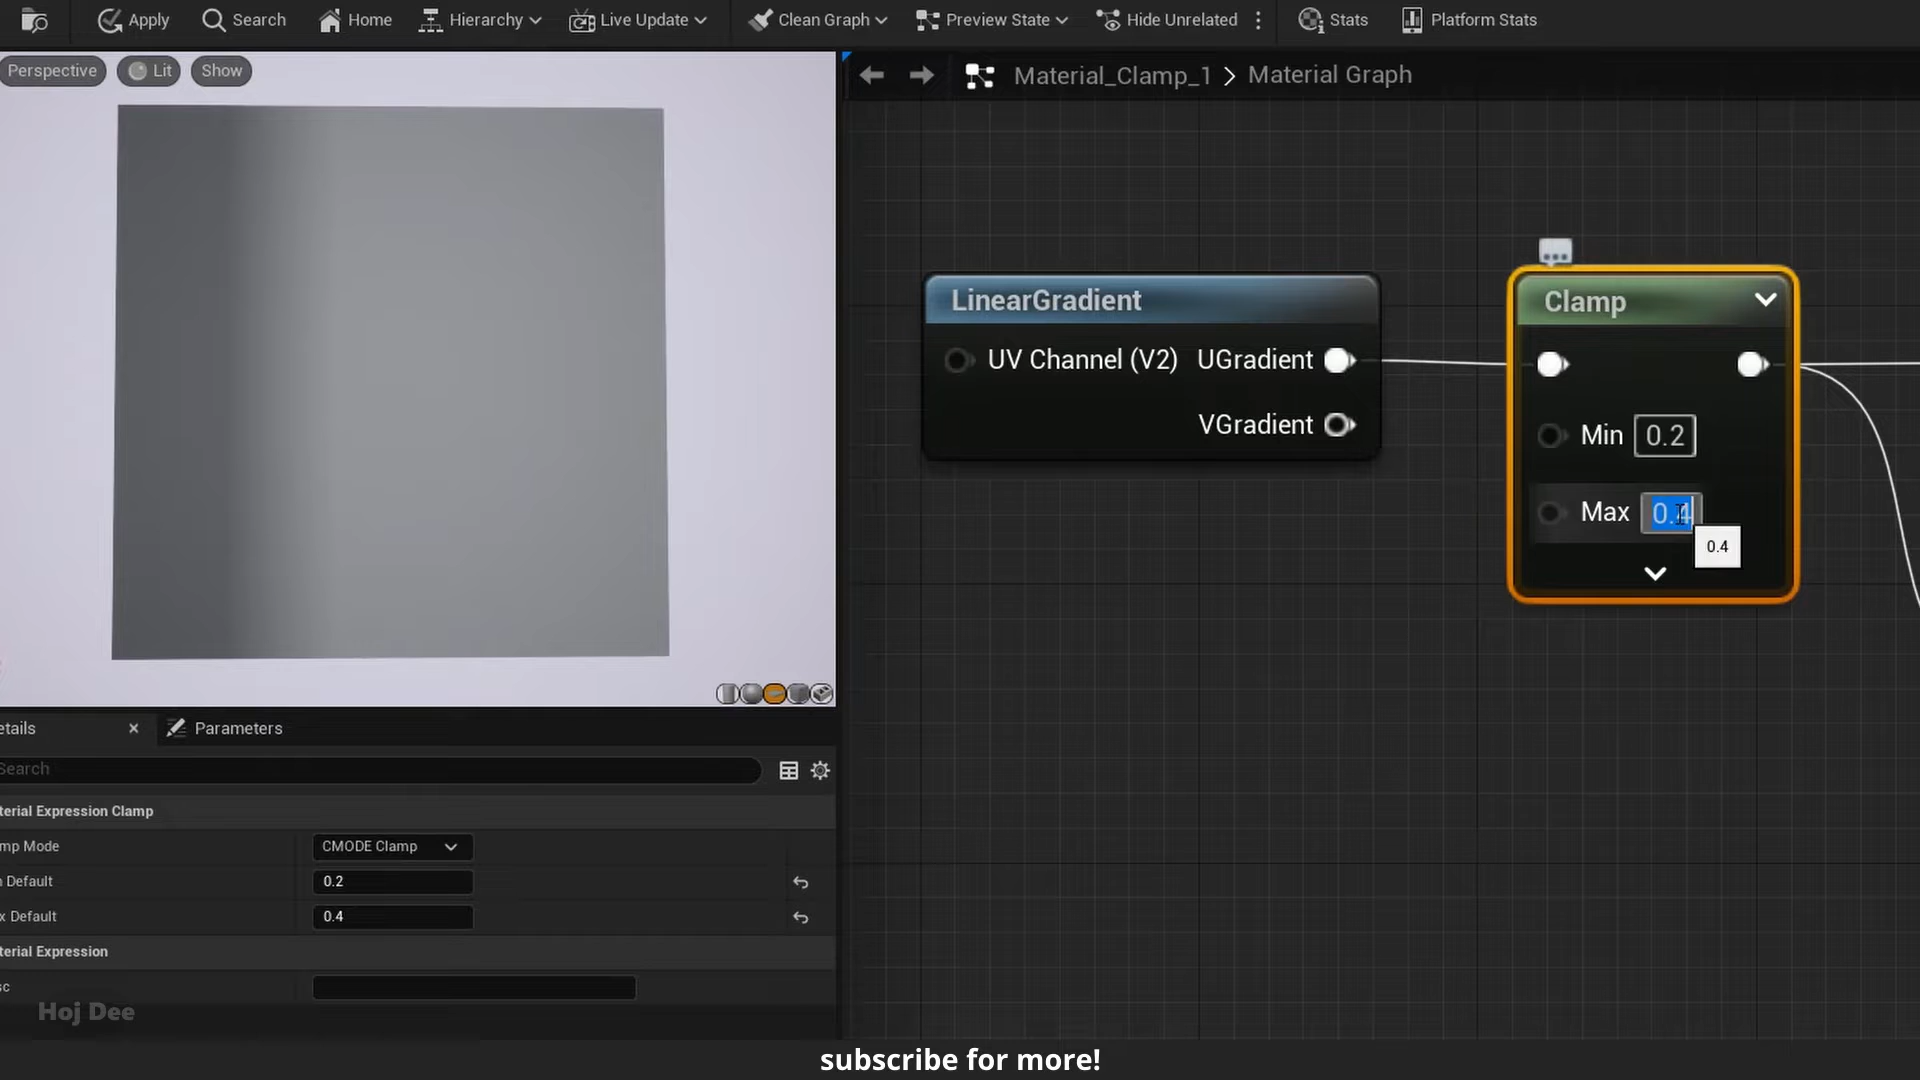 Apply Search Home Hierarchy Live Update Clean Graph Preview State Hide Unrelated Stats Platform Stats
Perspective Lit Show
Material_Clamp_1 > Material Graph
LinearGradient
UV Channel (V2) UGradient
VGradient
Clamp
Min 0.2
Max 0.4
0.4
etails × Parameters
Search
terial Expression Clamp
mp Mode CMODE Clamp
n Default 0.2
x Default 0.4
terial Expression
sc
Hoj Dee
subscribe for more!